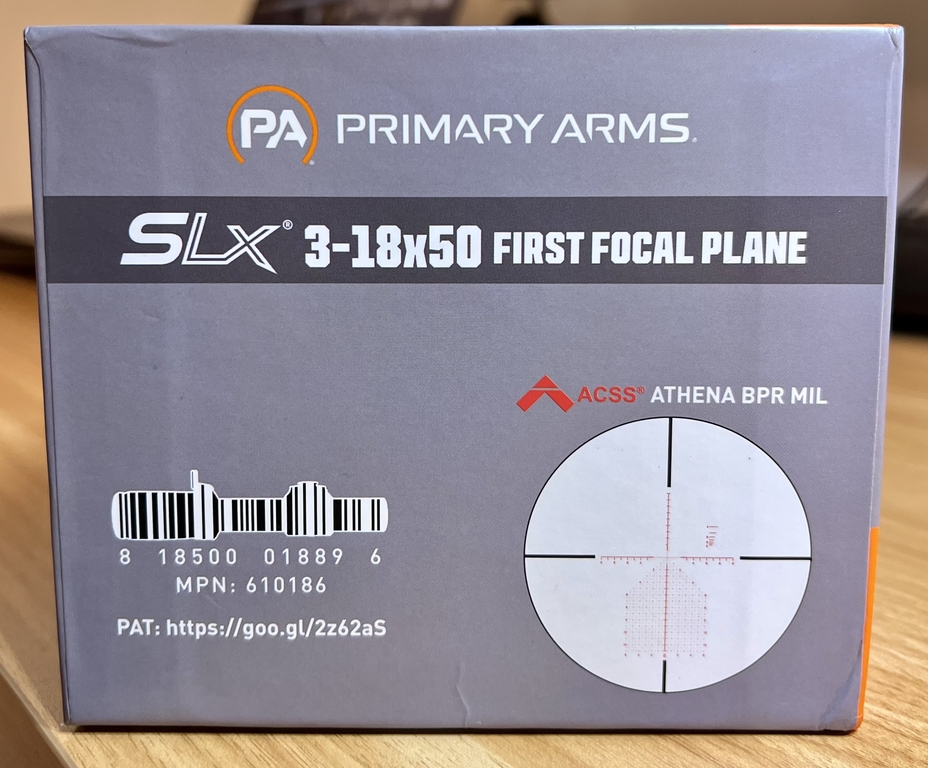 PA PRIMARY ARMS®
SLx® 3-18x50 FIRST FOCAL PLANE
ACSS® ATHENA BPR MIL
8 18500 01889 6
MPN: 610186
PAT: https://goo.gl/2z62aS